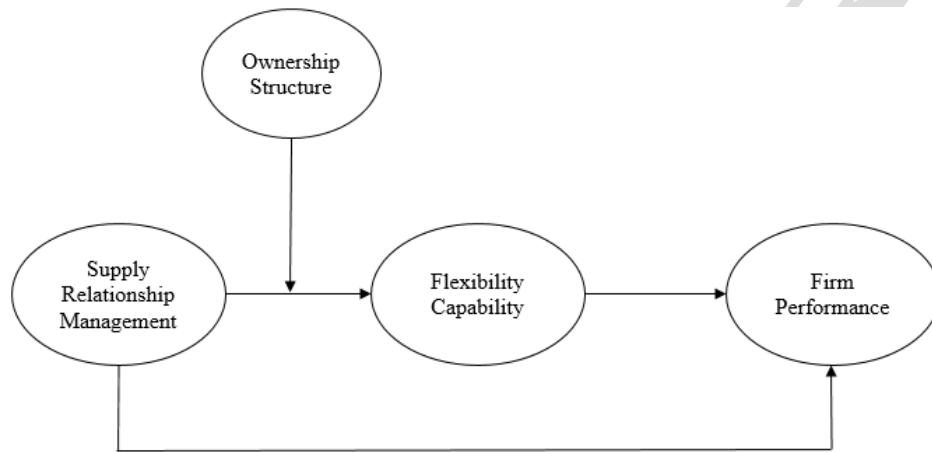 Ownership
Structure
Supply
Relationship
Management
Flexibility
Capability
Firm
Performance